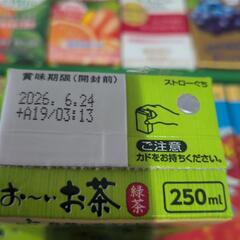 賞味期限(開封前)
2026. 6.24
+A19/03:13
ストローぐち
ご注意
カドをお持ちください。
お〜いお茶
緑茶
250ml